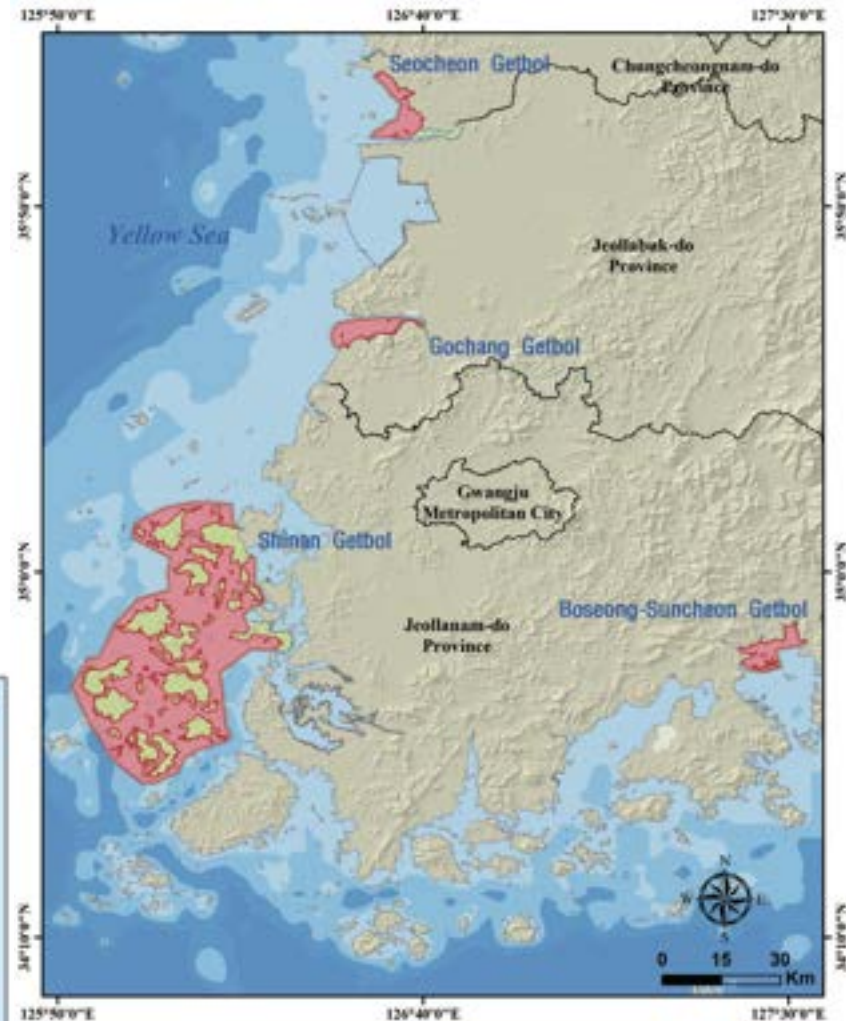 125°50'0"E 126°40'0"E 127°30'0"E
Seocheon Getbol
Chungcheongnam-do
Province
35°50'0"N 35°50'0"N
Yellow Sea
Jeollabuk-do
Province
Gochang Getbol
Gwangju
Metropolitan City
Shinan Getbol
35°0'0"N 35°0'0"N
Boseong-Suncheon Getbol
Jeollanam-do
Province
N
W E
S
34°10'0"N 34°10'0"N
0 15 30
Km
125°50'0"E 126°40'0"E 127°30'0"E